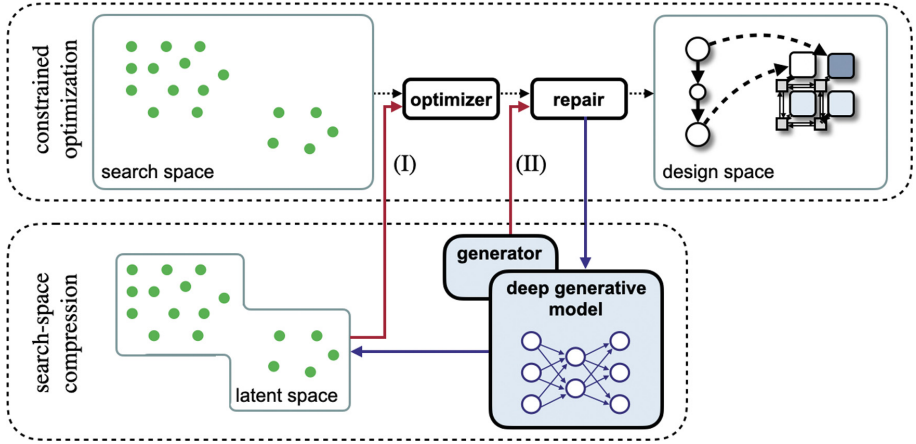 constrained
optimization
search space
optimizer
repair
design space
(I)
(II)
search-space
compression
latent space
generator
deep generative
model